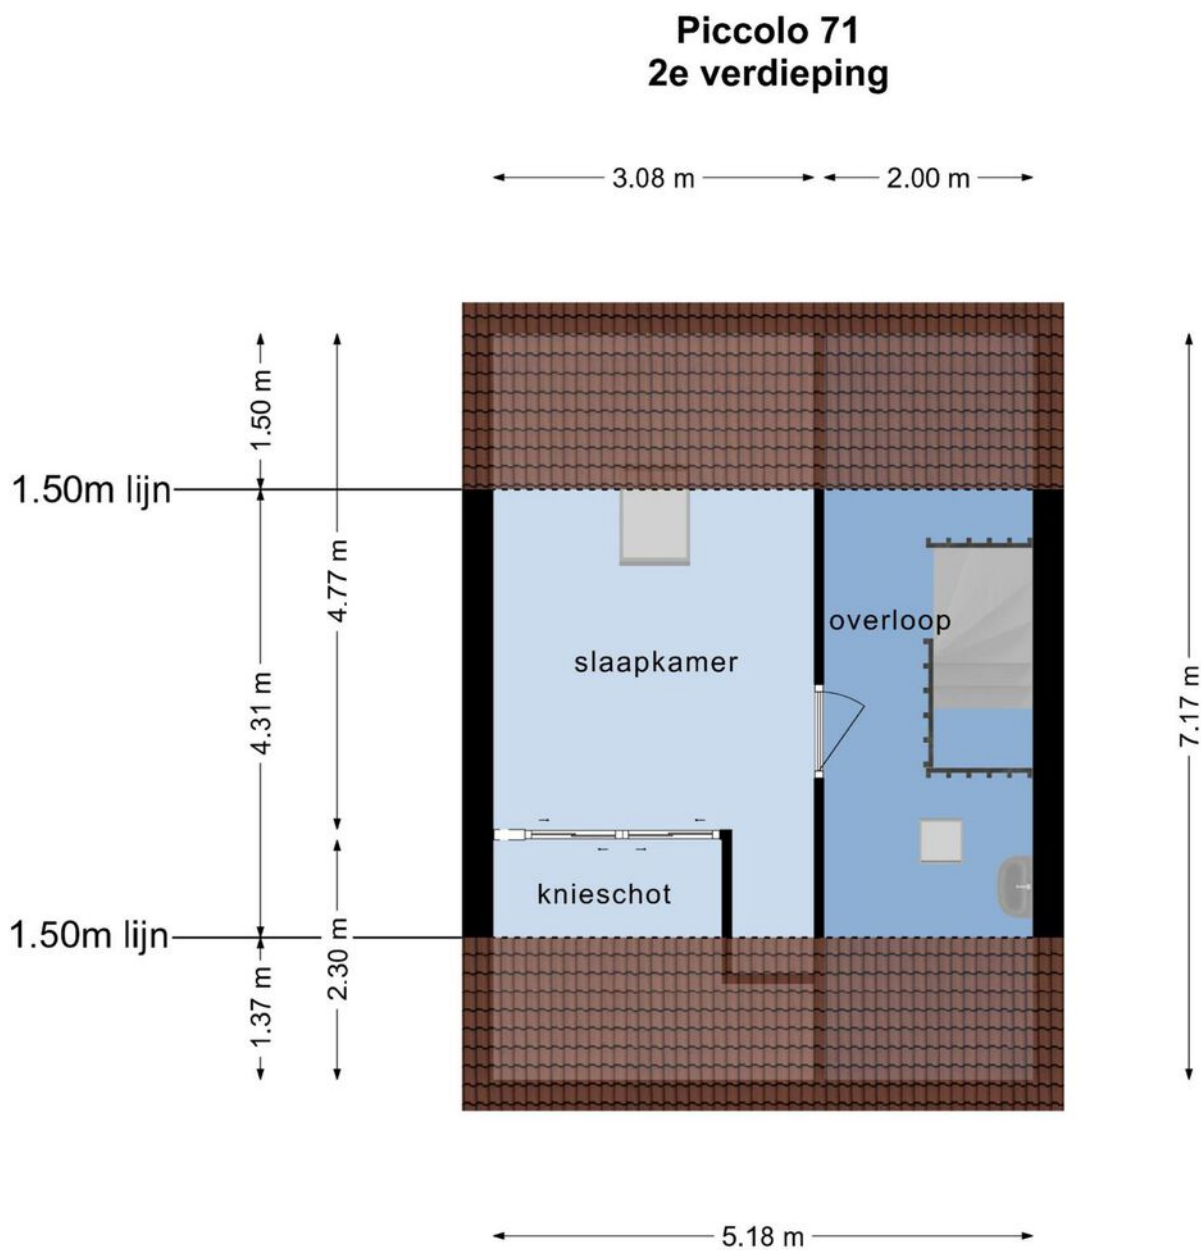 Piccolo 71
2e verdieping
3.08 m
2.00 m
1.50 m
1.50m lijn
4.77 m
overloop
slaapkamer
4.31 m
7.17 m
knieschot
1.50m lijn
2.30 m
1.37 m
5.18 m